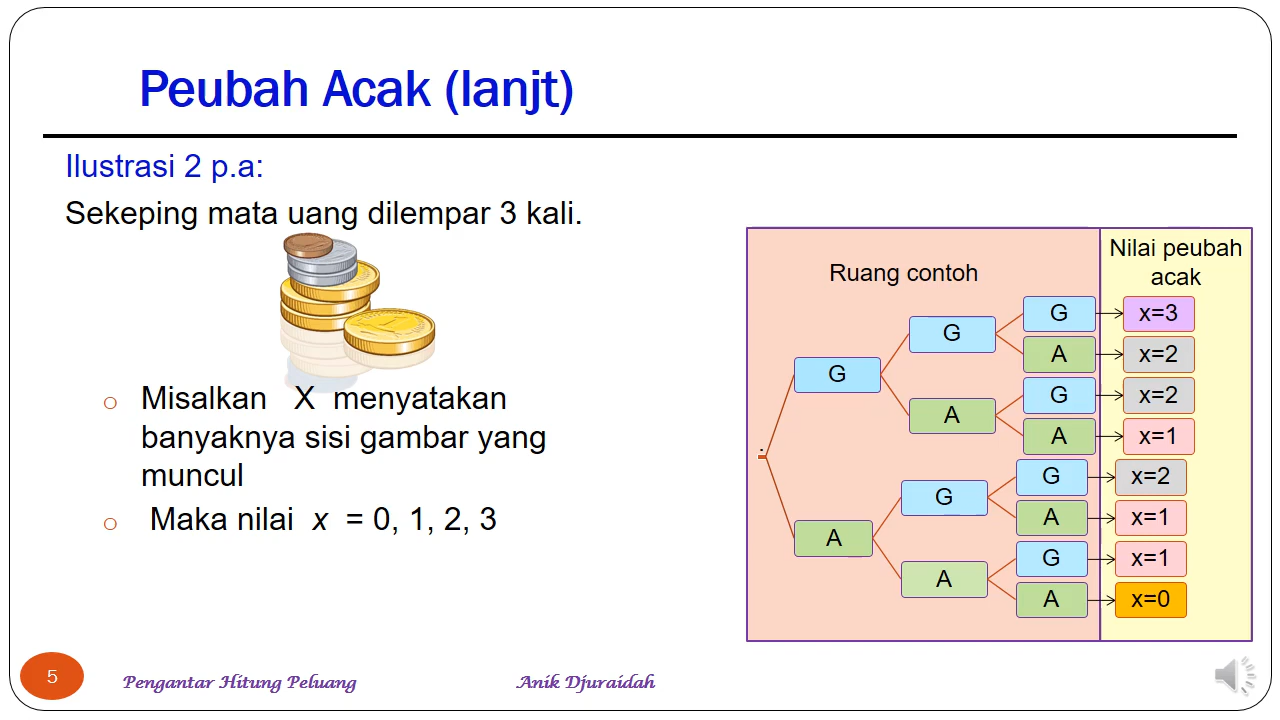 Peubah Acak (lanjt)
Ilustrasi 2 p.a:
Sekeping mata uang dilempar 3 kali.
o Misalkan X menyatakan
banyaknya sisi gambar yang
muncul
o Maka nilai x = 0, 1, 2, 3
Ruang contoh
Nilai peubah
acak
G
A
G
A
G
A
G
A
G
A
G
A
G
A
x=3
x=2
x=2
x=1
x=2
x=1
x=1
x=0
5
Pengantar Hitung Peluang
Anik Djuraidah